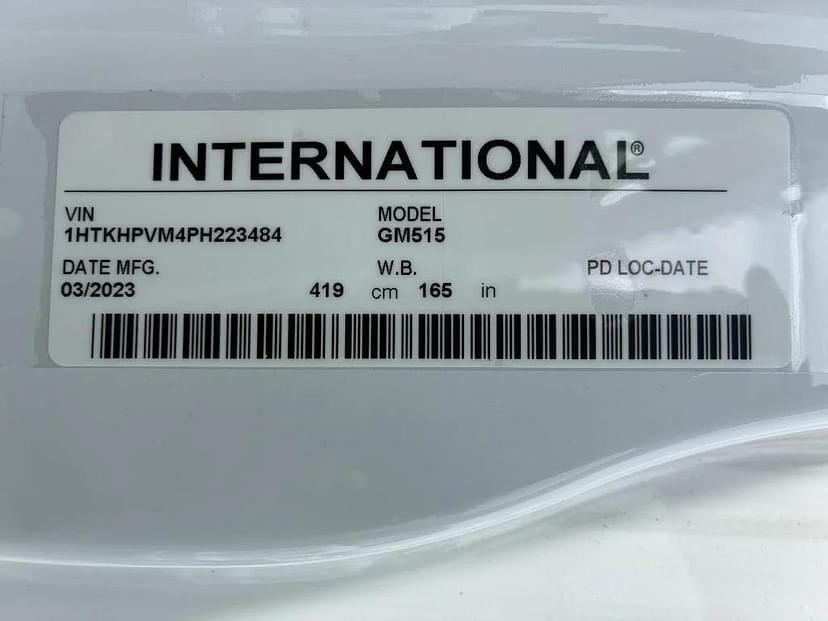 INTERNATIONAL®
VIN MODEL
1HTKHPVM4PH223484 GM515
DATE MFG. W.B. PD LOC-DATE
03/2023 419 cm 165 in